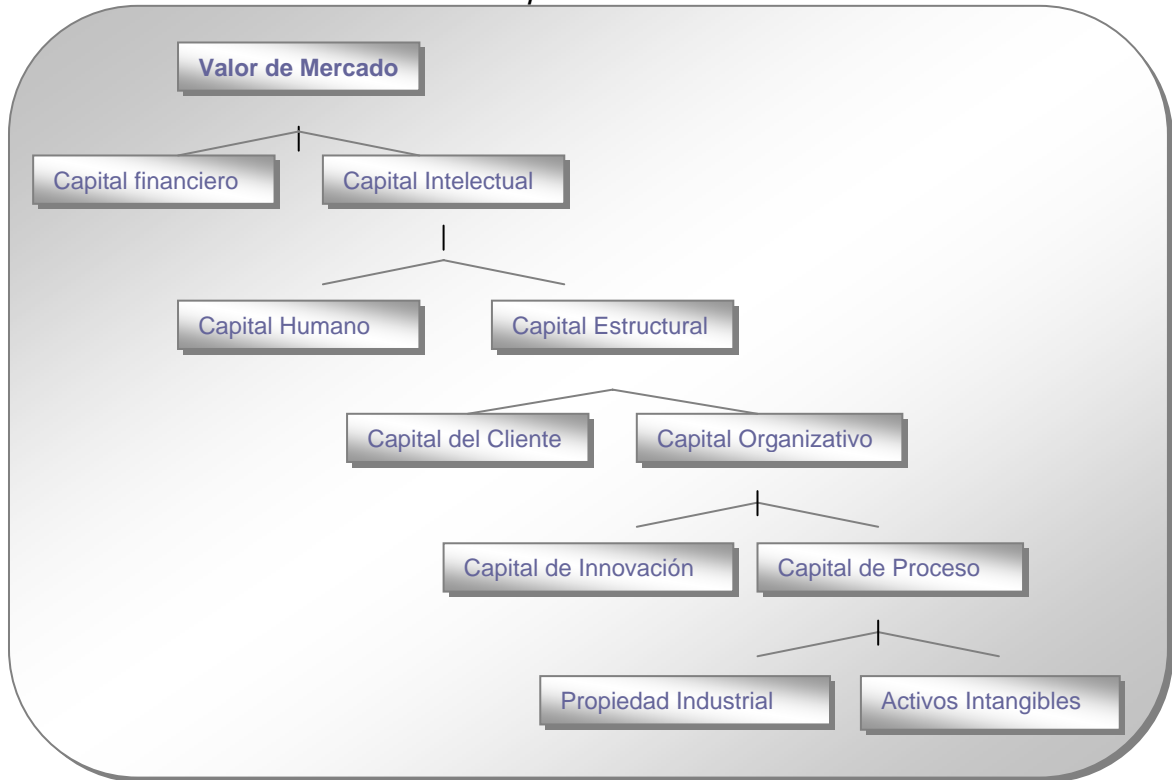 Valor de Mercado
Capital financiero
Capital Intelectual
Capital Humano
Capital Estructural
Capital del Cliente
Capital Organizativo
Capital de Innovación
Capital de Proceso
Propiedad Industrial
Activos Intangibles